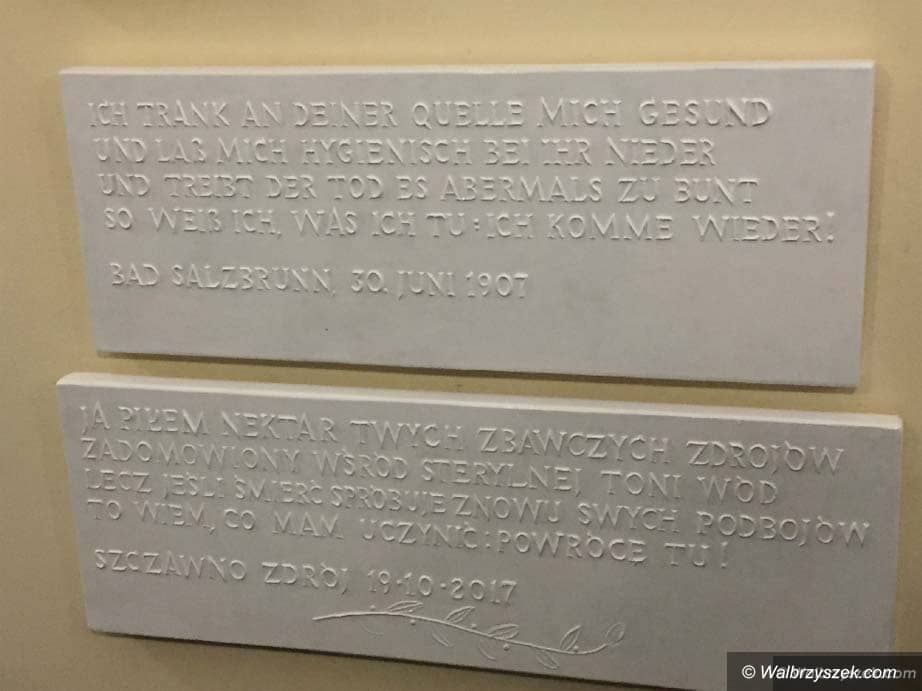 ICH TRANK AN DEINER QUELLE MICH GESUND
UND LAß MICH HYGIENISCH BEI IHR NIEDER
UND TREIBT DER TOD ES ABERMALS ZU BUNT
SO WEIß ICH, WAS ICH TU: ICH KOMME WIEDER!
BAD SALZBRUNN, 30. JUNI 1907
JA PIŁEM NEKTAR TWYCH ZBAWCZYCH ZDROJÓW
ZADOMOWIONY WŚRÓD STERYLNEJ TONI WÓD
LECZ JEŚLI ŚMIERĆ SPRÓBUJE ZNOWU SWYCH PODBOJÓW
TO WIEM, CO MAM UCZYNIĆ: POWRÓCĘ TU!
SZCZAWNO ZDRÓJ 19·10·2017
© Walbrzyszek.com